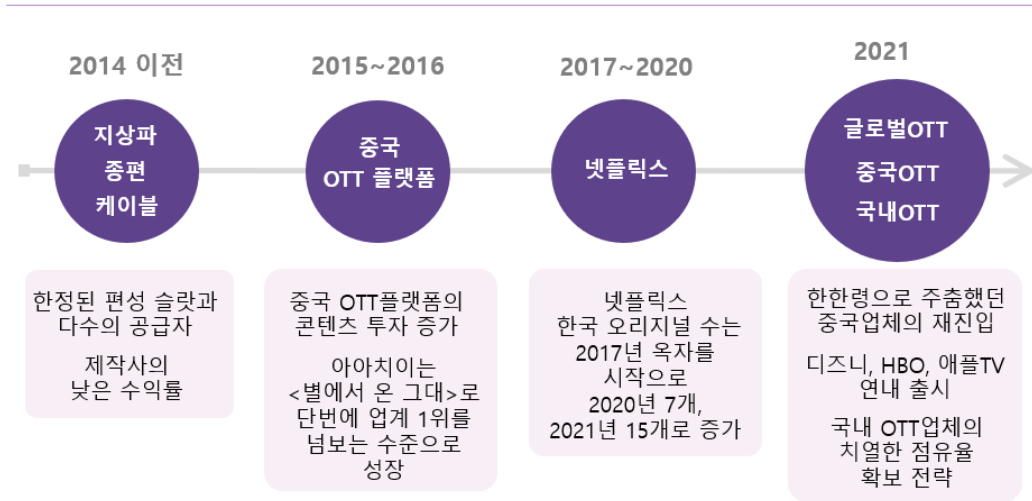 2014 이전
지상파
종편
케이블
한정된 편성 슬랏과
다수의 공급자
제작사의
낮은 수익률
2015~2016
중국
OTT 플랫폼
중국 OTT플랫폼의
콘텐츠 투자 증가
아아치이는
<별에서 온 그대>로
단번에 업계 1위를
넘보는 수준으로
성장
2017~2020
넷플릭스
넷플릭스
한국 오리지널 수는
2017년 옥자를
시작으로
2020년 7개,
2021년 15개로 증가
2021
글로벌OTT
중국OTT
국내OTT
한한령으로 주춤했던
중국업체의 재진입
디즈니, HBO, 애플TV
연내 출시
국내 OTT업체의
치열한 점유율
확보 전략